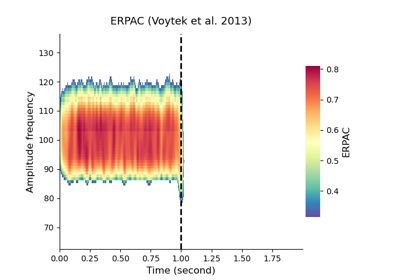 ERPAC (Voytek et al. 2013)
Amplitude frequency
130
120
110
100
90
80
70
0.00 0.25 0.50 0.75 1.00 1.25 1.50 1.75
Time (second)
0.8
0.7
0.6
0.5
0.4
ERPAC